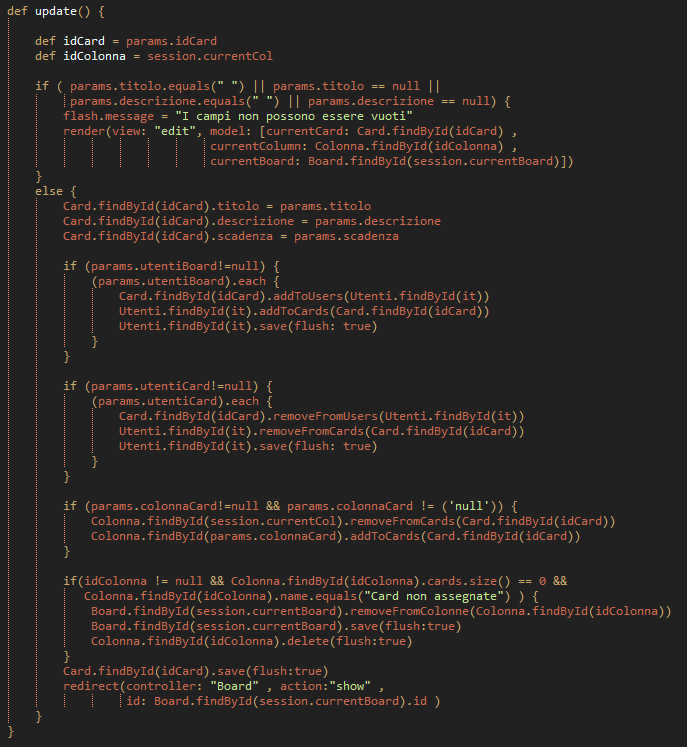 def update() {
def idCard = params.idCard
def idColonna = session.currentCol
if ( params.titolo.equals(" ") || params.titolo == null ||
params.descrizione.equals(" ") || params.descrizione == null) {
flash.message = "I campi non possono essere vuoti"
render(view: "edit", model: [currentCard: Card.findById(idCard) ,
currentColumn: Colonna.findById(idColonna) ,
currentBoard: Board.findById(session.currentBoard)])
}
else {
Card.findById(idCard).titolo = params.titolo
Card.findById(idCard).descrizione = params.descrizione
Card.findById(idCard).scadenza = params.scadenza
if (params.utentiBoard!=null) {
(params.utentiBoard).each {
Card.findById(idCard).addToUsers(Utenti.findById(it))
Utenti.findById(it).addToCards(Card.findById(idCard))
Utenti.findById(it).save(flush: true)
}
}
if (params.utentiCard!=null) {
(params.utentiCard).each {
Card.findById(idCard).removeFromUsers(Utenti.findById(it))
Utenti.findById(it).removeFromCards(Card.findById(idCard))
Utenti.findById(it).save(flush: true)
}
}
if (params.colonnaCard!=null && params.colonnaCard != ('null')) {
Colonna.findById(session.currentCol).removeFromCards(Card.findById(idCard))
Colonna.findById(params.colonnaCard).addToCards(Card.findById(idCard))
}
if(idColonna != null && Colonna.findById(idColonna).cards.size() == 0 &&
Colonna.findById(idColonna).name.equals("Card non assegnate") ) {
Board.findById(session.currentBoard).removeFromColonne(Colonna.findById(idColonna))
Board.findById(session.currentBoard).save(flush:true)
Colonna.findById(idColonna).delete(flush:true)
}
Card.findById(idCard).save(flush:true)
redirect(controller: "Board" , action:"show" ,
id: Board.findById(session.currentBoard).id )
}
}